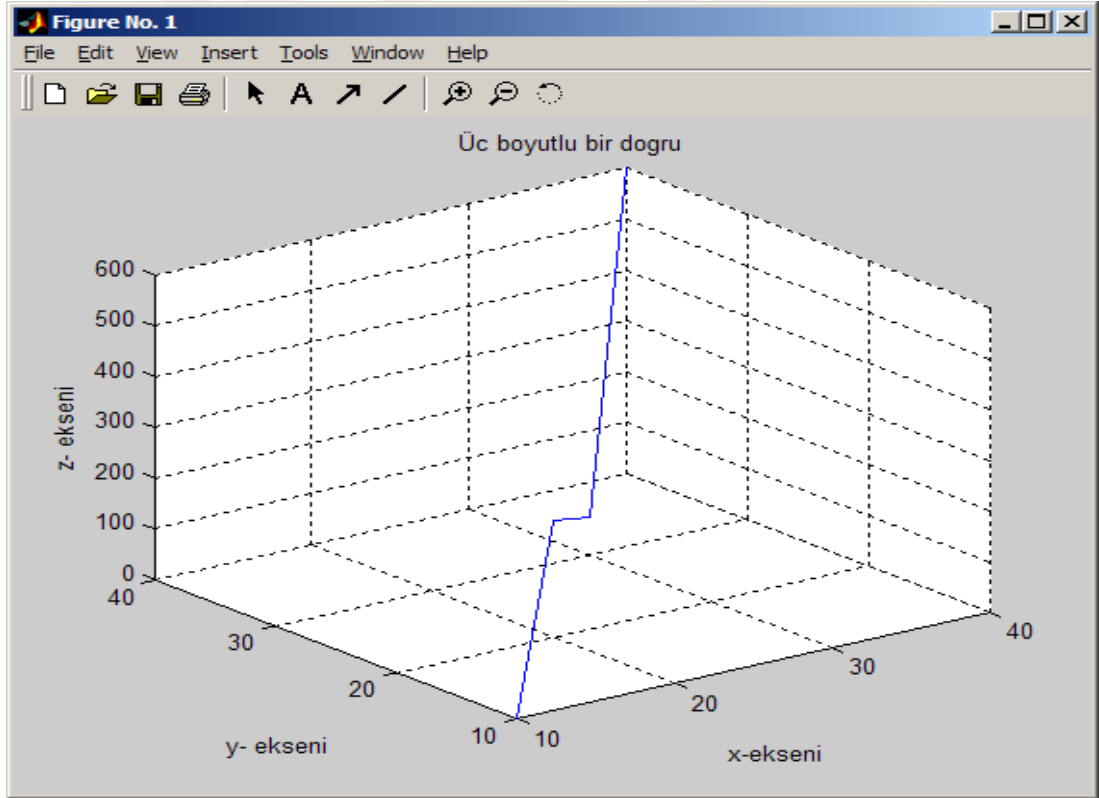 Figure No. 1
File Edit View Insert Tools Window Help
A
Üc boyutlu bir dogru
600
500
400
300
200
100
0
z- ekseni
40
30
20
10
y- ekseni
10
20
30
40
x-ekseni